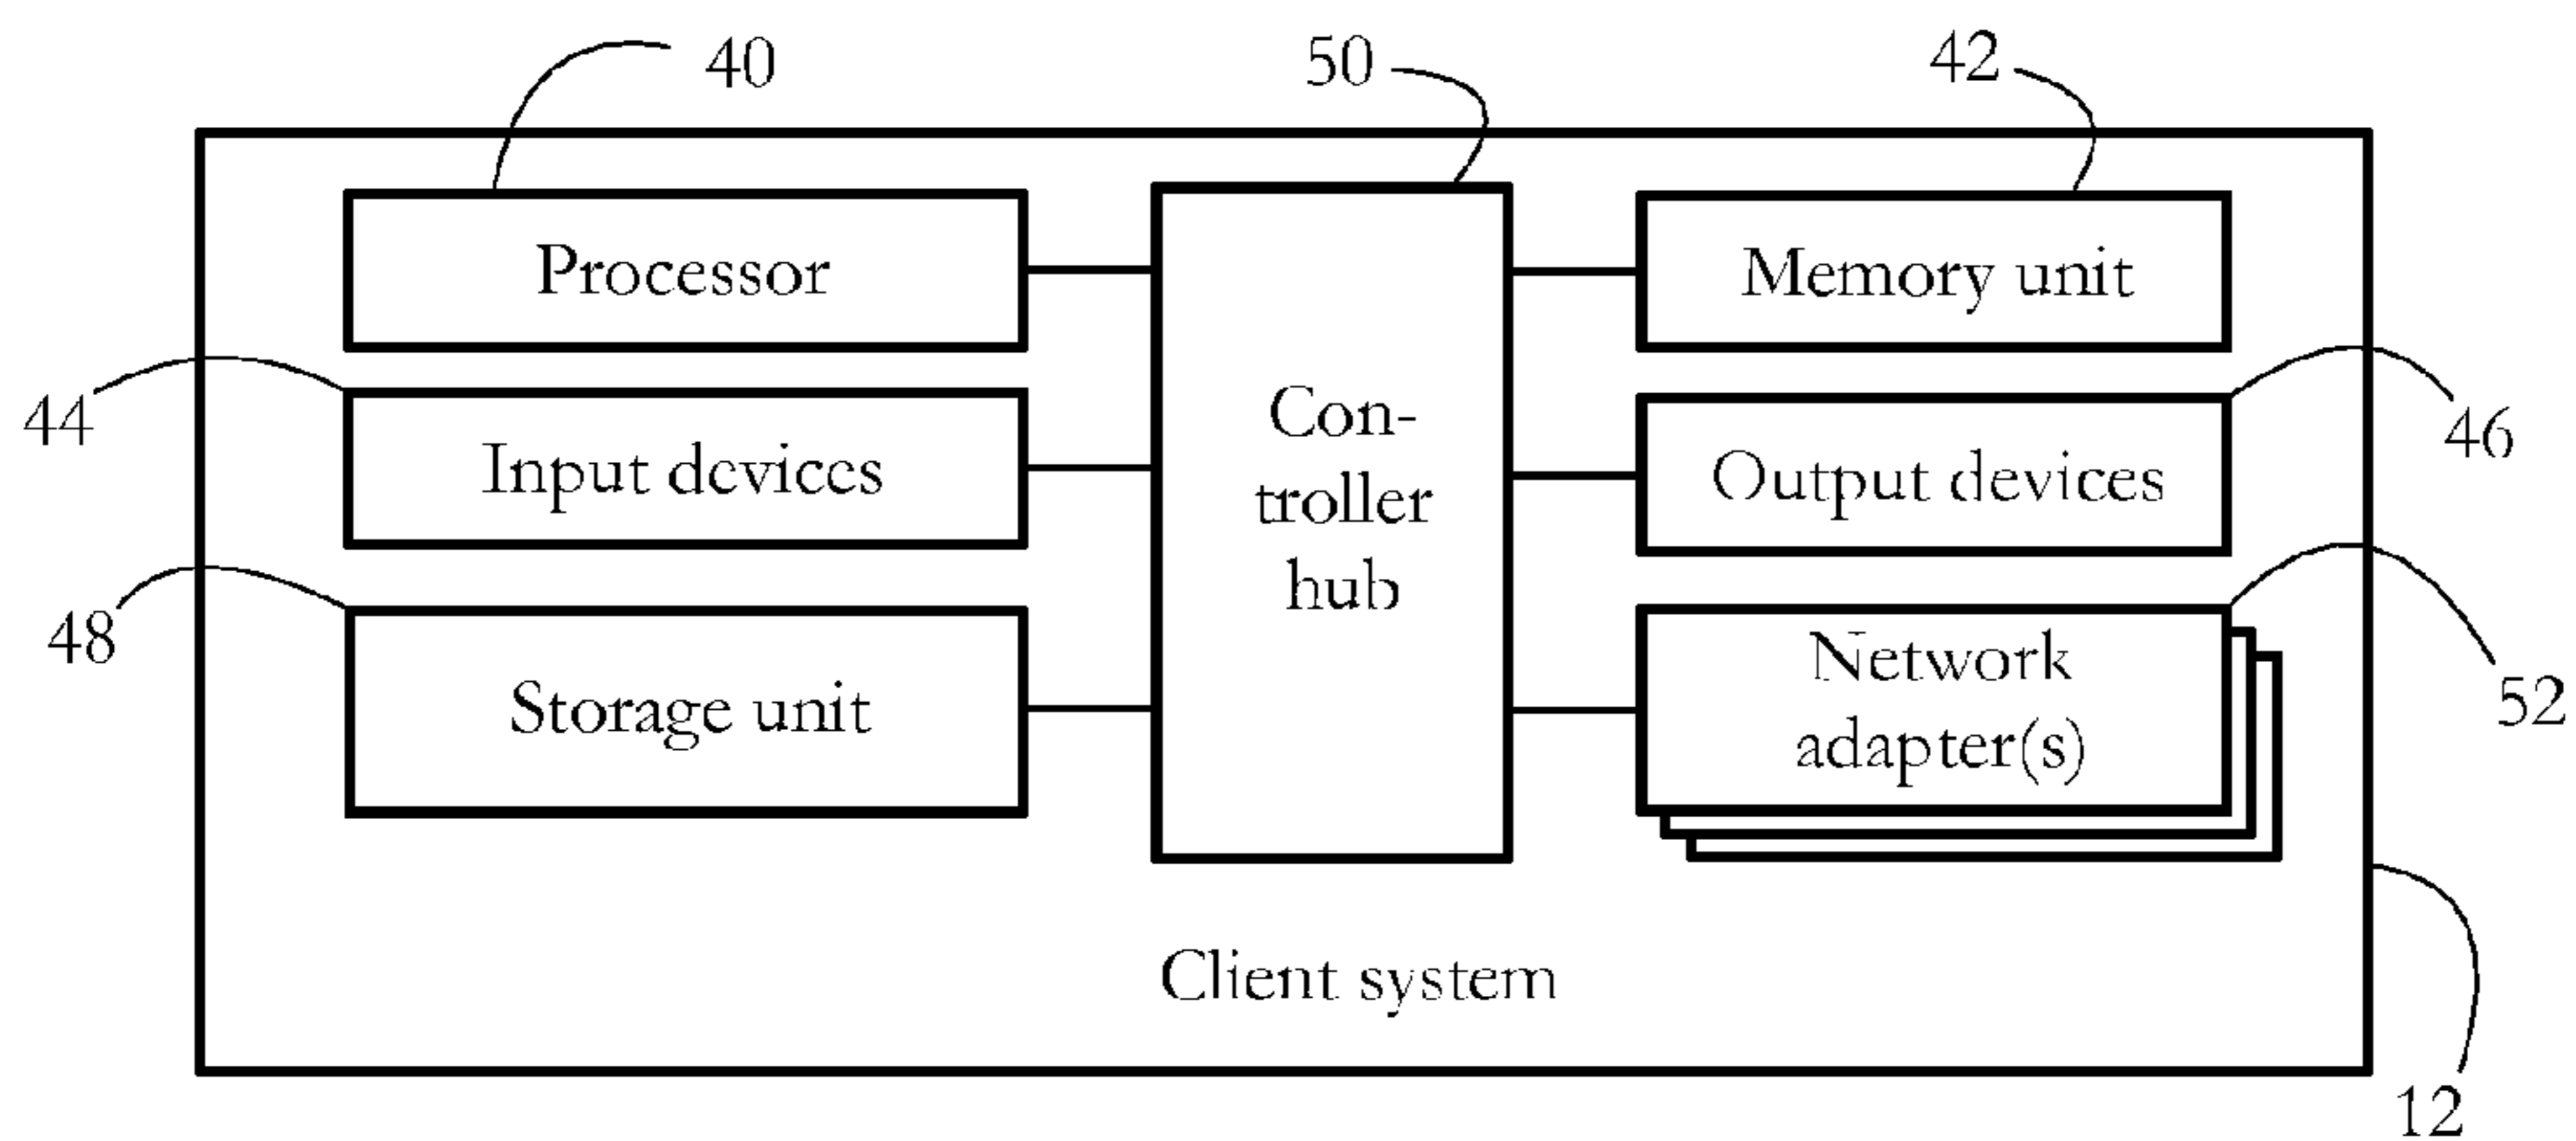 40
50
42
Processor
Memory unit
44
Input devices
Con-
troller
hub
Output devices
46
48
Storage unit
Network
adapter(s)
52
Client system
12